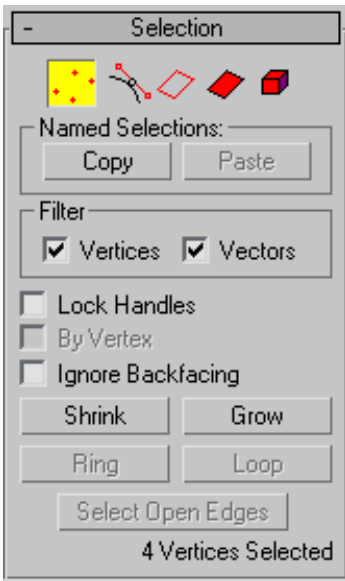 - Selection
Named Selections:
Copy Paste
Filter
Vertices Vectors
Lock Handles
By Vertex
Ignore Backfacing
Shrink Grow
Ring Loop
Select Open Edges
4 Vertices Selected